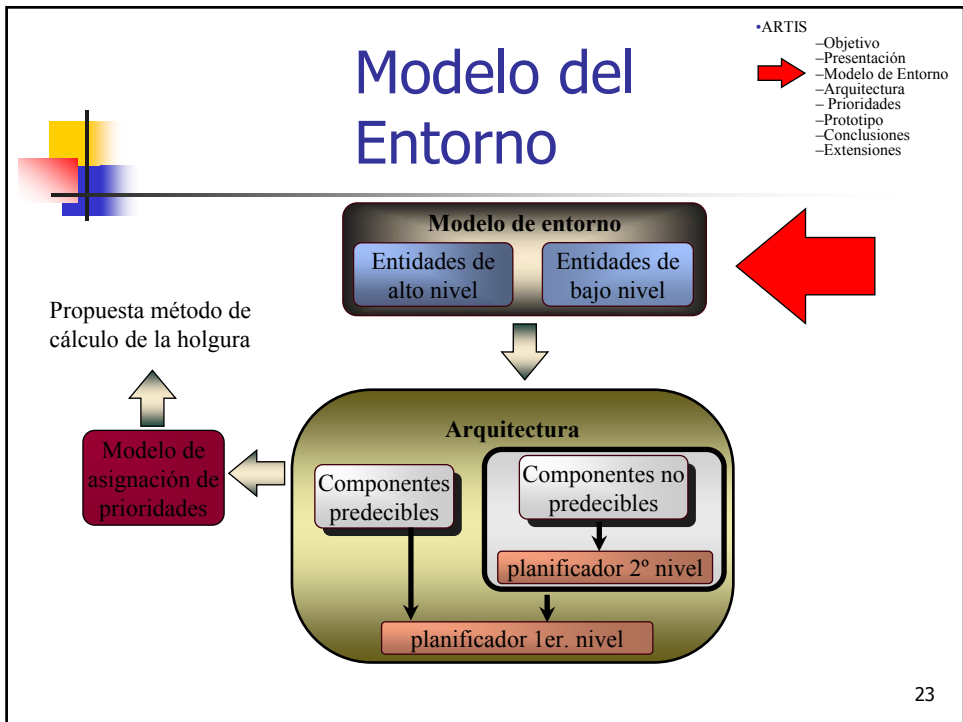 Modelo del
Entorno
•ARTIS
–Objetivo
–Presentación
–Modelo de Entorno
–Arquitectura
– Prioridades
–Prototipo
–Conclusiones
–Extensiones
Modelo de entorno
Entidades de
alto nivel
Entidades de
bajo nivel
Propuesta método de
cálculo de la holgura
Modelo de
asignación de
prioridades
Arquitectura
Componentes
predecibles
Componentes no
predecibles
planificador 2º nivel
planificador 1er. nivel
23